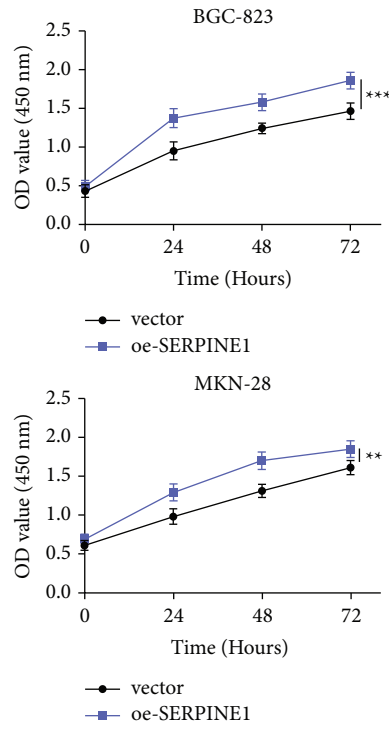 BGC-823
2.5
2.0
1.5
1.0
0.5
0.0
OD value (450 nm)
***
0 24 48 72
Time (Hours)
vector
oe-SERPINE1
MKN-28
2.5
2.0
1.5
1.0
0.5
0.0
OD value (450 nm)
**
0 24 48 72
Time (Hours)
vector
oe-SERPINE1